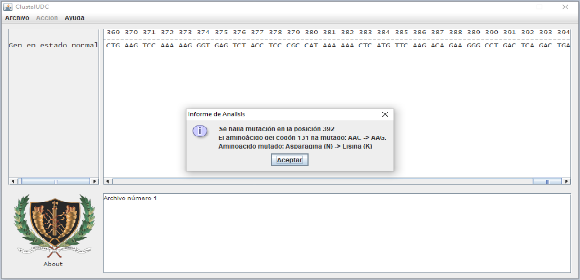 ClustalUDC
Archivo Accion Ayuda
369 370 371 372 373 374 375 376 377 378 379 380 381 382 383 384 385 386 387 388 389 390 391 392 393 394
Gen en estado normal
CTG AAG TCC AAA AAG GGT GAG TCT ACC TCC CGC CAT AAA AAA CTC ATG TTC AAG ACA GAA GGG CCT GAC TCA GAC TGA
Informe de Analisis
Se halla mutación en la posición 392
El aminoácido del codón 131 ha mutado: AAC -> AAG.
Aminoacido mutado: Asparagina (N) -> Lisina (K)
Aceptar
Archivo número 1
About